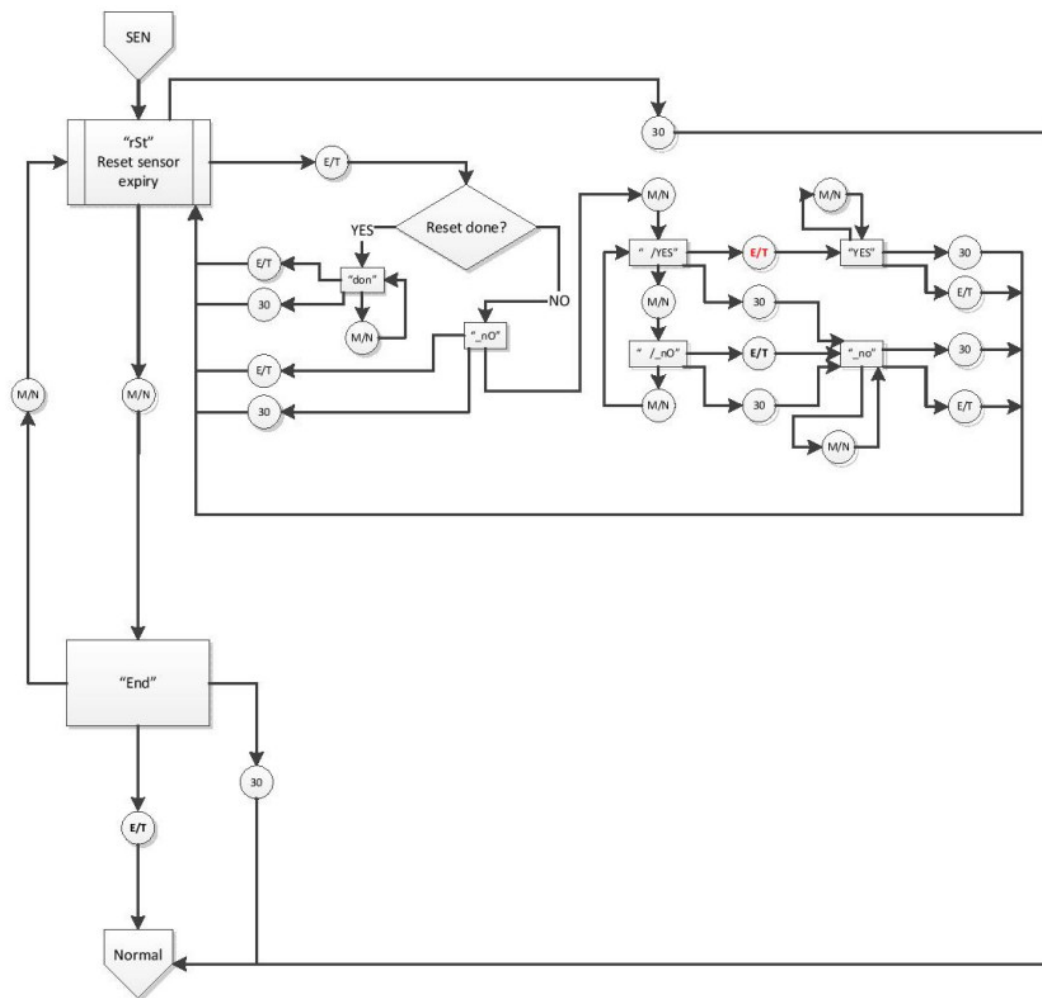 SEN
“rSt”
Reset sensor
expiry
30
E/T
Reset done?
YES
NO
E/T
“don”
30
M/N
“_nO”
E/T
30
M/N
M/N
“ /YES”
E/T
“YES”
30
E/T
M/N
30
“ /_nO”
E/T
“_no”
30
M/N
30
E/T
M/N
M/N
M/N
“End”
30
E/T
Normal